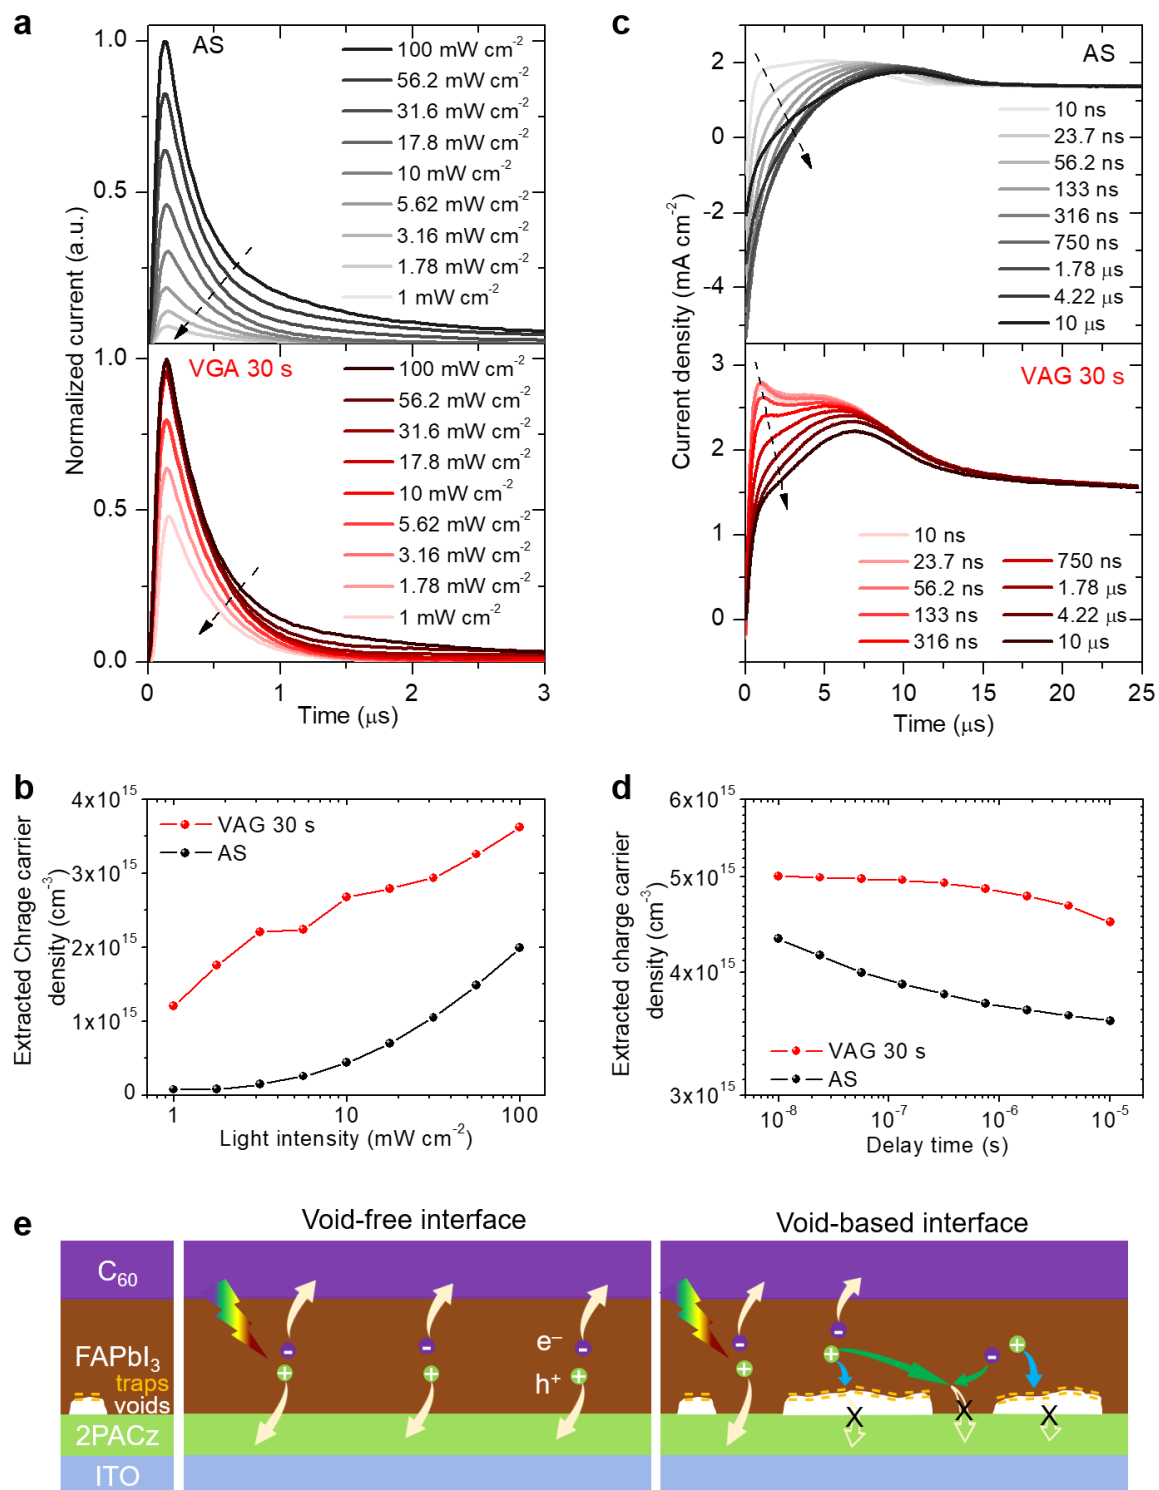 a
AS
1.0
0.5
Normalized current (a.u.)
100 mW cm-2
56.2 mW cm-2
31.6 mW cm-2
17.8 mW cm-2
10 mW cm-2
5.62 mW cm-2
3.16 mW cm-2
1.78 mW cm-2
1 mW cm-2
VGA 30 s
1.0
0.5
0.0
100 mW cm-2
56.2 mW cm-2
31.6 mW cm-2
17.8 mW cm-2
10 mW cm-2
5.62 mW cm-2
3.16 mW cm-2
1.78 mW cm-2
1 mW cm-2
0 1 2 3
Time (μs)
c
AS
2
0
-2
-4
Current density (mA cm-2)
10 ns
23.7 ns
56.2 ns
133 ns
316 ns
750 ns
1.78 μs
4.22 μs
10 μs
VAG 30 s
3
2
1
0
10 ns
23.7 ns
56.2 ns
133 ns
316 ns
750 ns
1.78 μs
4.22 μs
10 μs
0 5 10 15 20 25
Time (μs)
b
4x10^15
3x10^15
2x10^15
1x10^15
0
Extracted Chrage carrier
density (cm-3)
VAG 30 s
AS
1 10 100
Light intensity (mW cm-2)
d
6x10^15
5x10^15
4x10^15
3x10^15
Extracted charge carrier
density (cm-3)
VAG 30 s
AS
10-8 10-7 10-6 10-5
Delay time (s)
e
Void-free interface
Void-based interface
C60
FAPbI3
traps
voids
2PACz
ITO
e–
h+
- + - + - +
- + - + - +
X X X